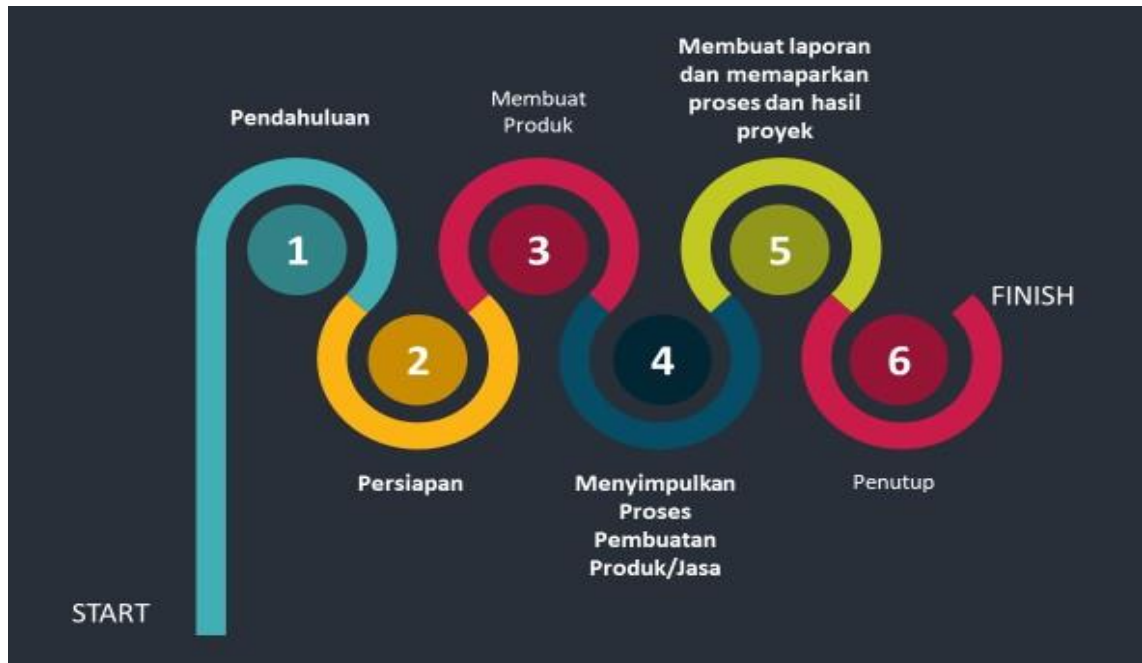 START
Pendahuluan
1
2
Persiapan
Membuat
Produk
3
4
Menyimpulkan
Proses
Pembuatan
Produk/Jasa
Membuat laporan
dan memaparkan
proses dan hasil
proyek
5
6
Penutup
FINISH